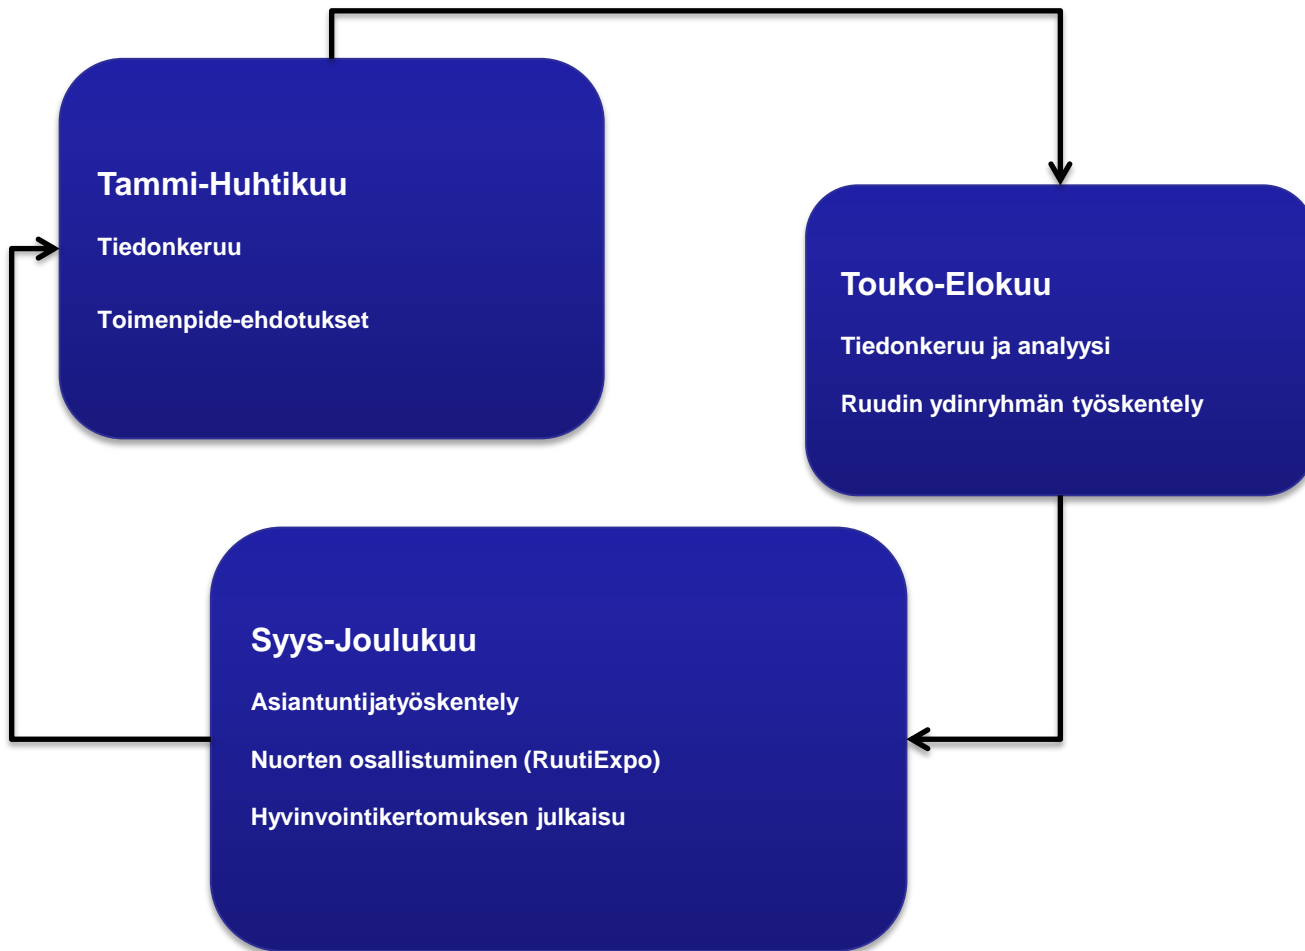 Tammi-Huhtikuu
Tiedonkeruu
Toimenpide-ehdotukset
Touko-Elokuu
Tiedonkeruu ja analyysi
Ruudin ydinryhmän työskentely
Syys-Joulukuu
Asiantuntijatyöskentely
Nuorten osallistuminen (RuutiExpo)
Hyvinvointikertomuksen julkaisu